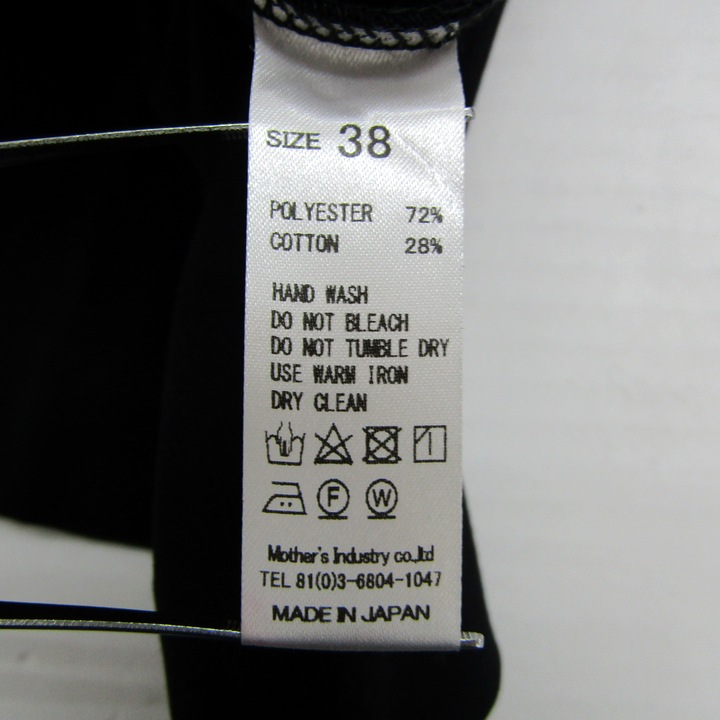 SIZE 38
POLYESTER 72%
COTTON 28%
HAND WASH
DO NOT BLEACH
DO NOT TUMBLE DRY
USE WARM IRON
DRY CLEAN
F W
Mother's Industry co.,ltd
TEL 81(0)3-6804-1047
MADE IN JAPAN